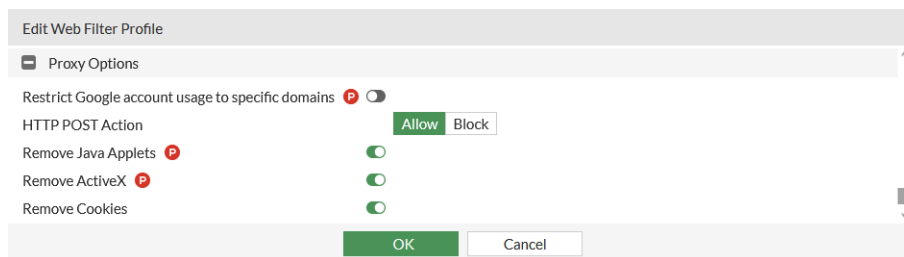 Edit Web Filter Profile
Proxy Options
Restrict Google account usage to specific domains P
HTTP POST Action Allow Block
Remove Java Applets P
Remove ActiveX P
Remove Cookies
OK Cancel